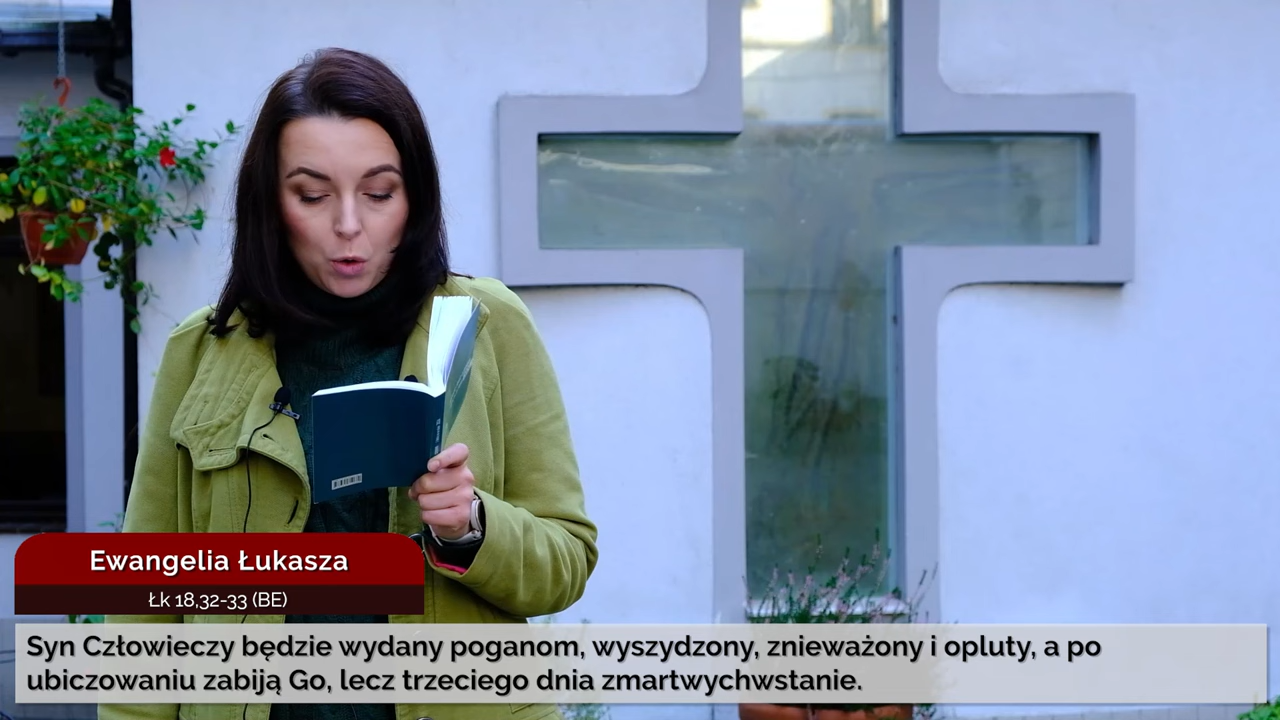 Ewangelia Łukasza
Łk 18,32-33 (BE)
Syn Człowieczy będzie wydany poganom, wyszydzony, znieważony i opluty, a po
ubiczowaniu zabiją Go, lecz trzeciego dnia zmartwychwstanie.